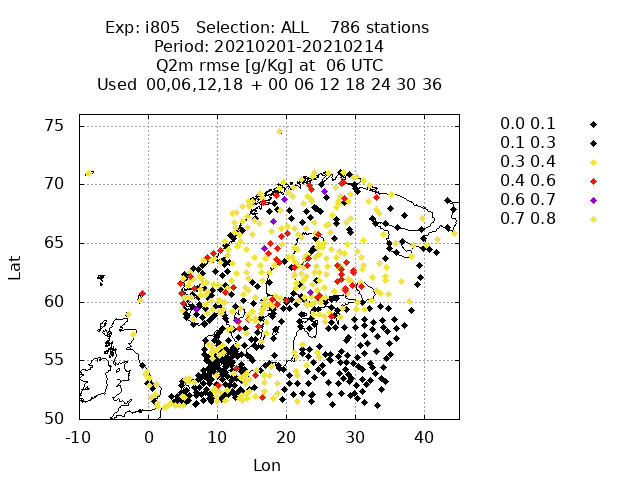 Exp: i805   Selection: ALL    786 stations
Period: 20210201-20210214
Q2m rmse [g/Kg] at  06 UTC
Used  00,06,12,18 + 00 06 12 18 24 30 36
0.0 0.1
0.1 0.3
0.3 0.4
0.4 0.6
0.6 0.7
0.7 0.8
75
70
65
60
55
50
Lat
-10 0 10 20 30 40
Lon